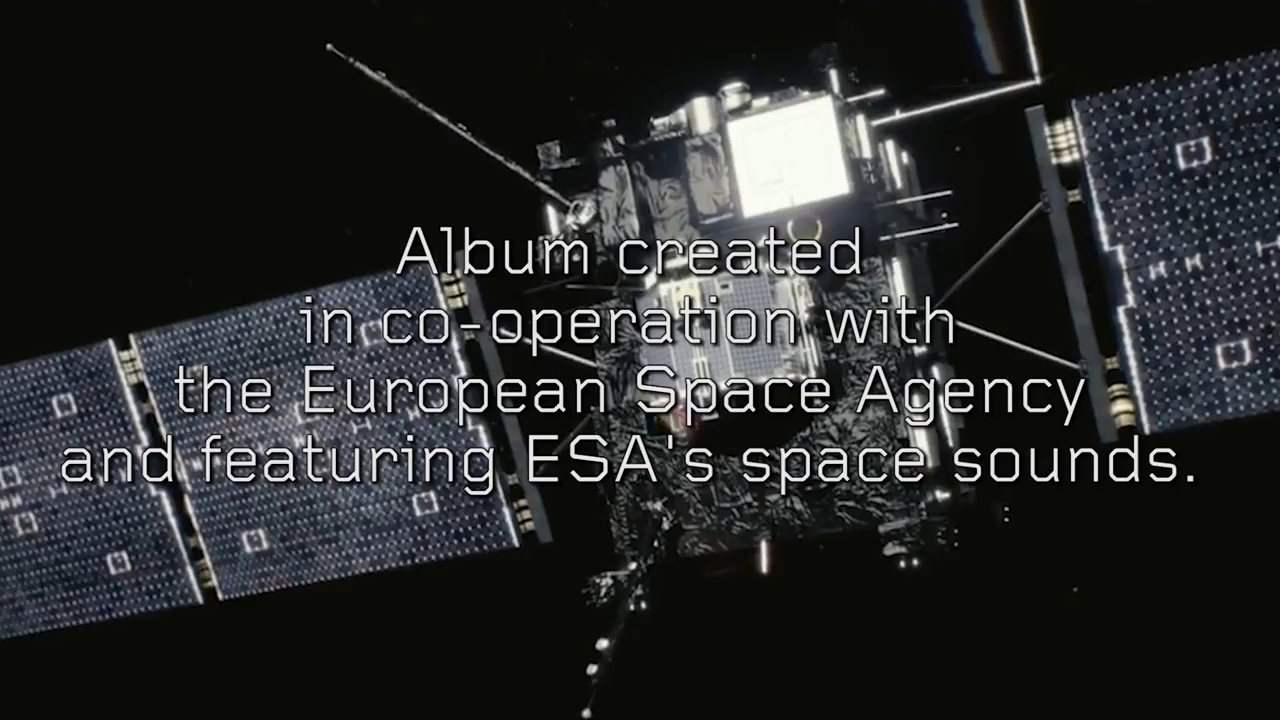 Album created
in co-operation with
the European Space Agency
and featuring ESA's space sounds.